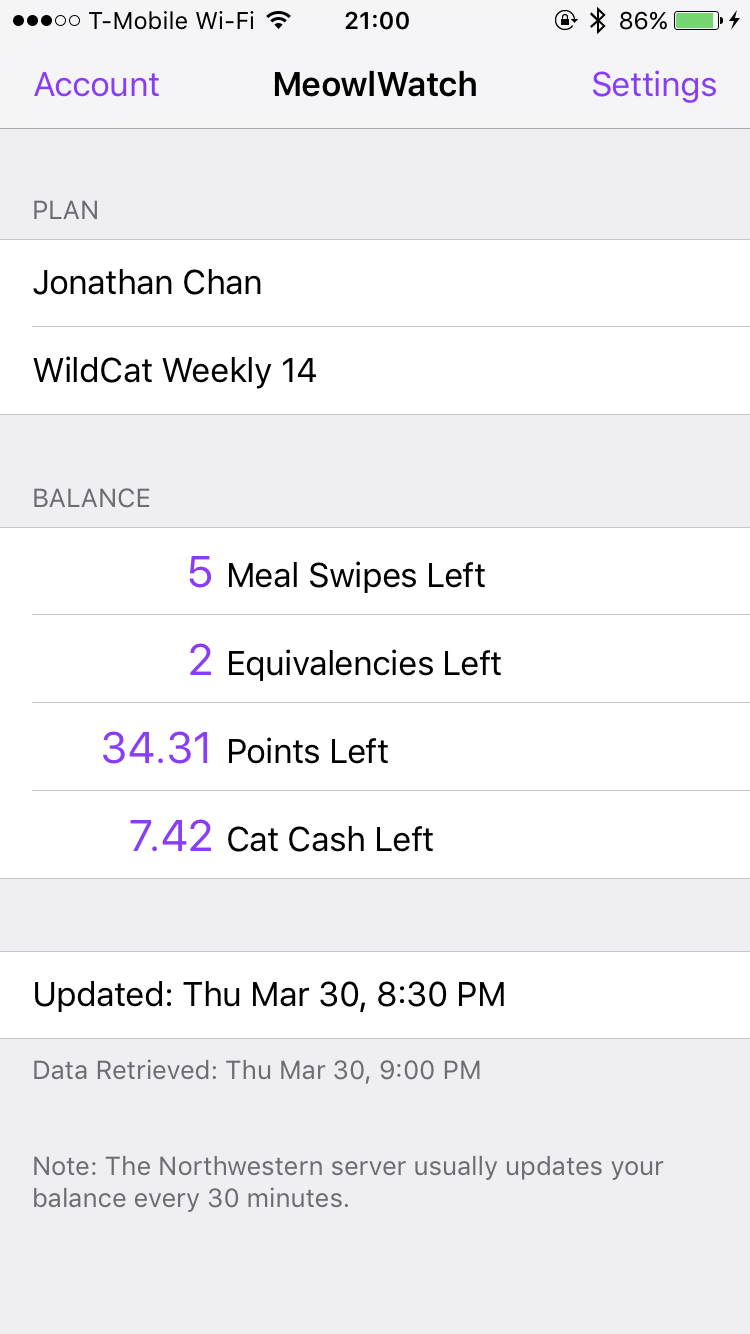 T-Mobile Wi-Fi 21:00 86%
Account MeowlWatch Settings
PLAN
Jonathan Chan
WildCat Weekly 14
BALANCE
5 Meal Swipes Left
2 Equivalencies Left
34.31 Points Left
7.42 Cat Cash Left
Updated: Thu Mar 30, 8:30 PM
Data Retrieved: Thu Mar 30, 9:00 PM
Note: The Northwestern server usually updates your
balance every 30 minutes.